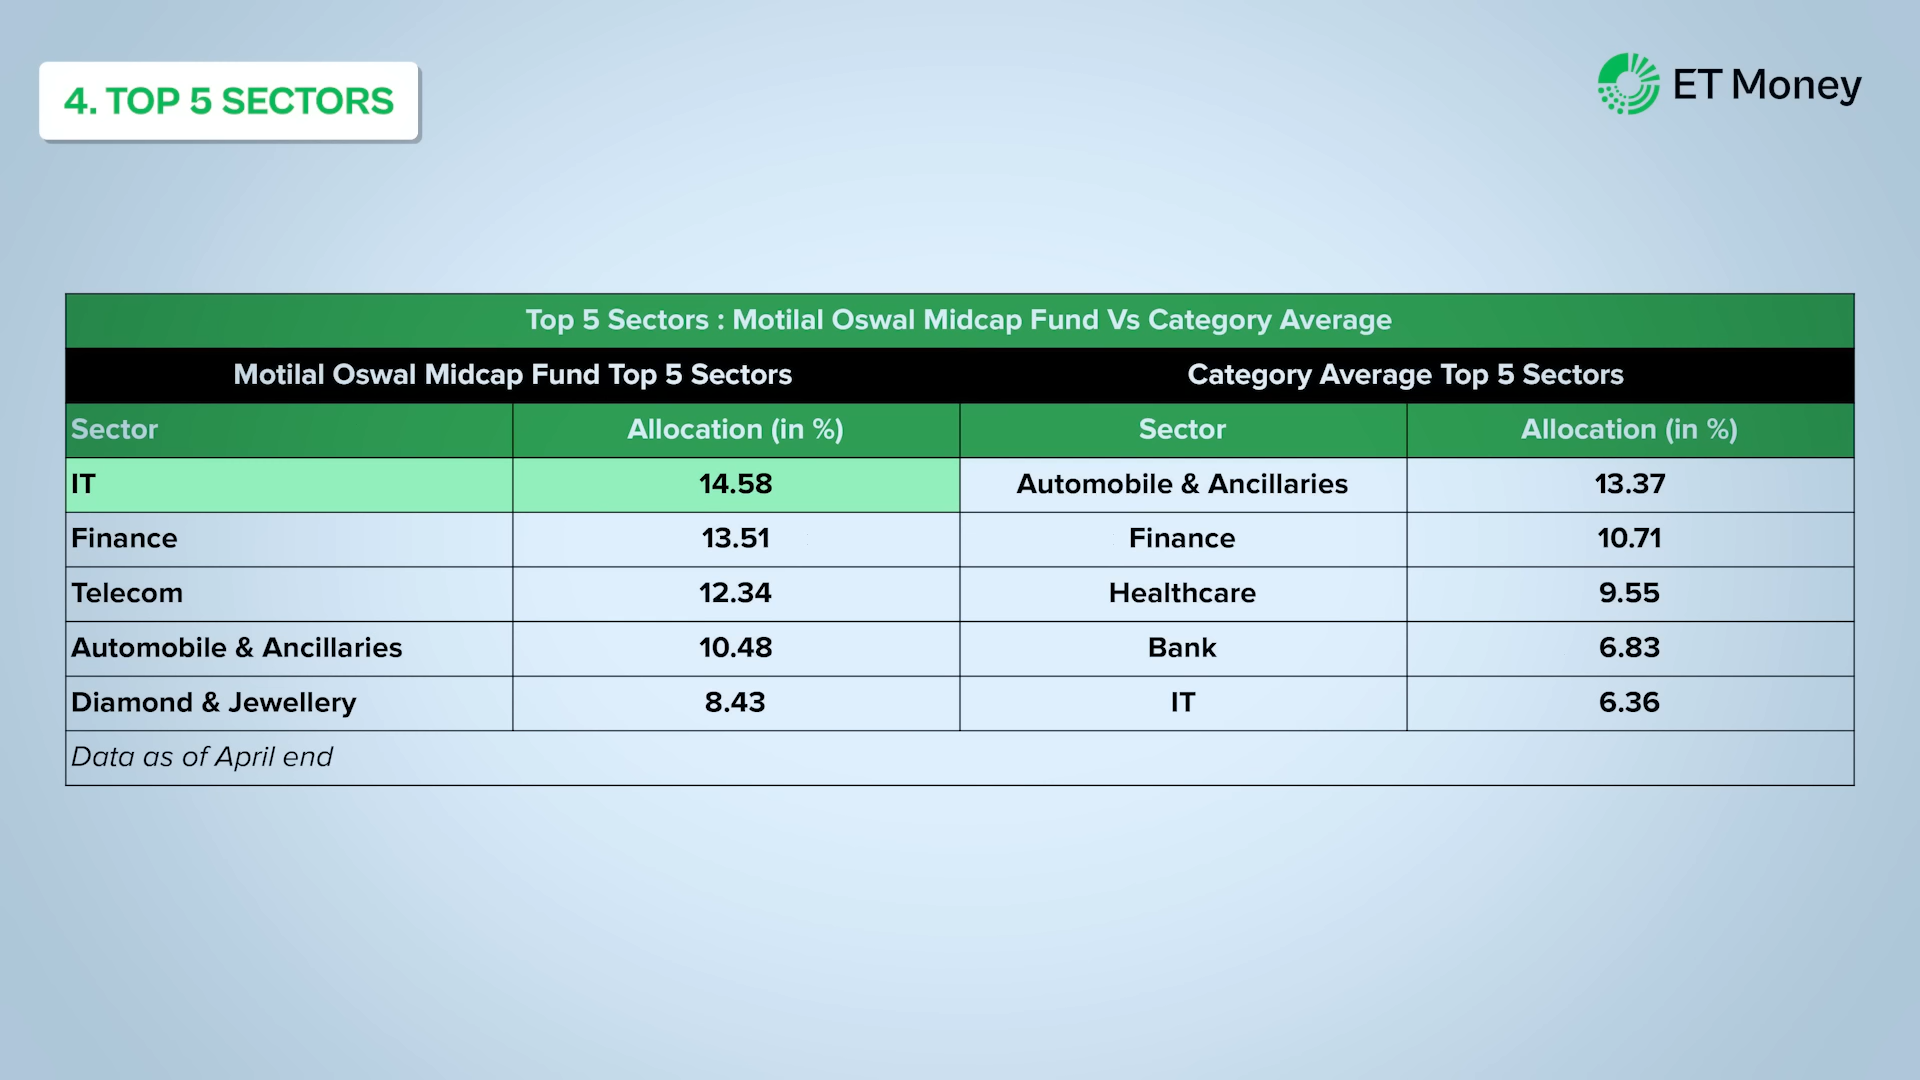 4. TOP 5 SECTORS
ET Money
Top 5 Sectors : Motilal Oswal Midcap Fund Vs Category Average
Motilal Oswal Midcap Fund Top 5 Sectors Category Average Top 5 Sectors
Sector Allocation (in %) Sector Allocation (in %)
IT 14.58 Automobile & Ancillaries 13.37
Finance 13.51 Finance 10.71
Telecom 12.34 Healthcare 9.55
Automobile & Ancillaries 10.48 Bank 6.83
Diamond & Jewellery 8.43 IT 6.36
Data as of April end